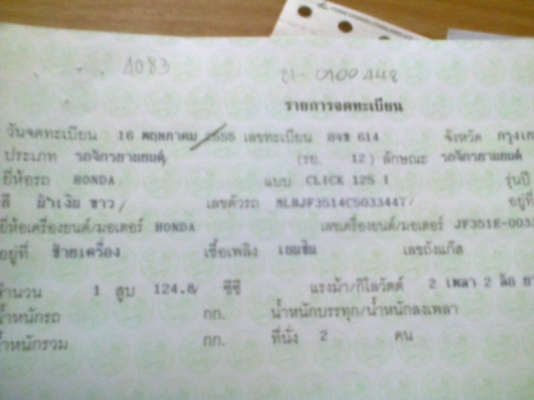 4083
รายการจดทะเบียน
วันจดทะเบียน 16 พฤษภาคม 2555 เลขทะเบียน 614 จังหวัด กรุงเท
ประเภท รถจักรยานยนต์ (รย. 12) ลักษณะ รถจักรยานยนต์
ยี่ห้อรถ HONDA แบบ CLICK 125 I รุ่นปี
สี น้ำเงิน ขาว เลขตัวรถ MLHJF3514C5033447 อยู่ที่
ยี่ห้อเครื่องยนต์/มอเตอร์ HONDA เลขเครื่องยนต์/มอเตอร์ JF351E-003
อยู่ที่ ซ้ายเครื่อง เชื้อเพลิง เบนซิน เลขถังแก๊ส
จำนวน 1 สูบ 124.8 ซีซี แรงม้า/กิโลวัตต์ 2 เพลา 2 ล้อ ยา
น้ำหนักรถ กก. น้ำหนักบรรทุก/น้ำหนักลงเพลา
น้ำหนักรวม กก. ที่นั่ง 2 คน